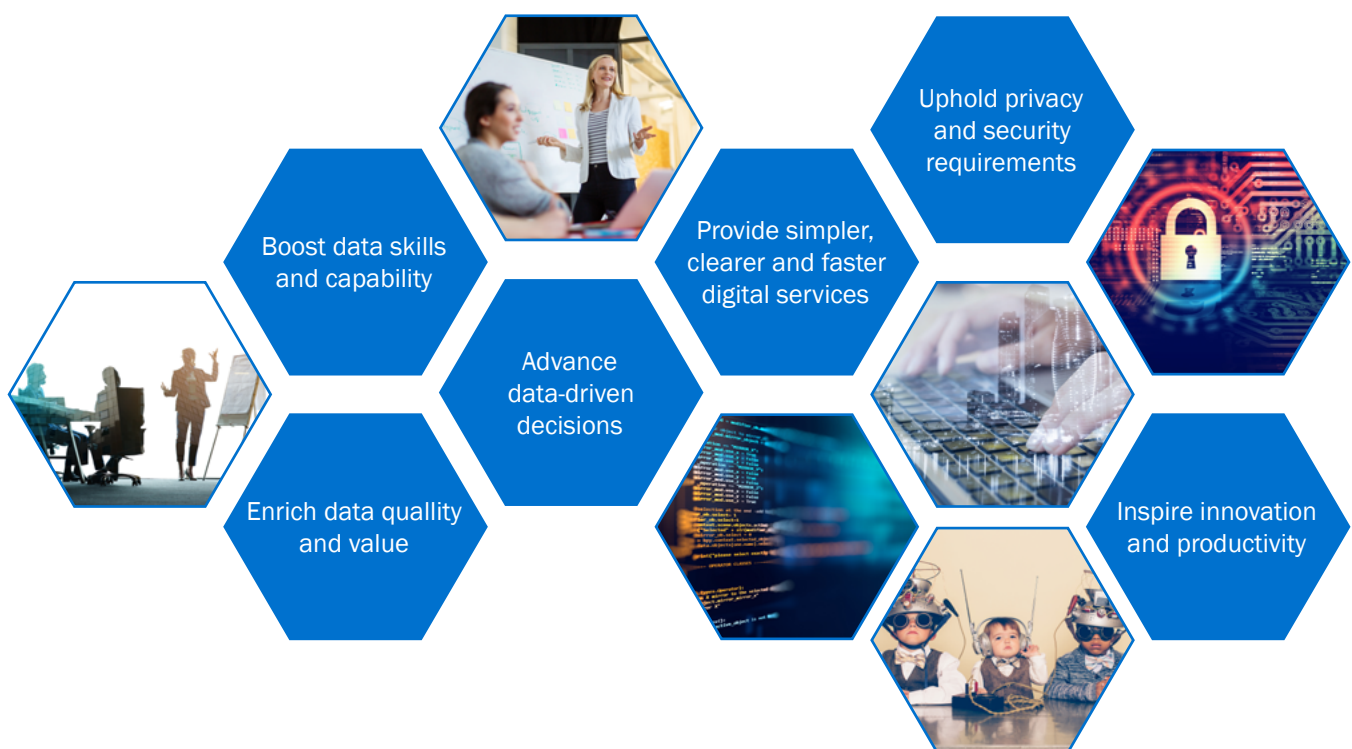 Uphold privacy
and security
requirements
Boost data skills
and capability
Provide simpler,
clearer and faster
digital services
Advance
data-driven
decisions
Enrich data quallity
and value
Inspire innovation
and productivity